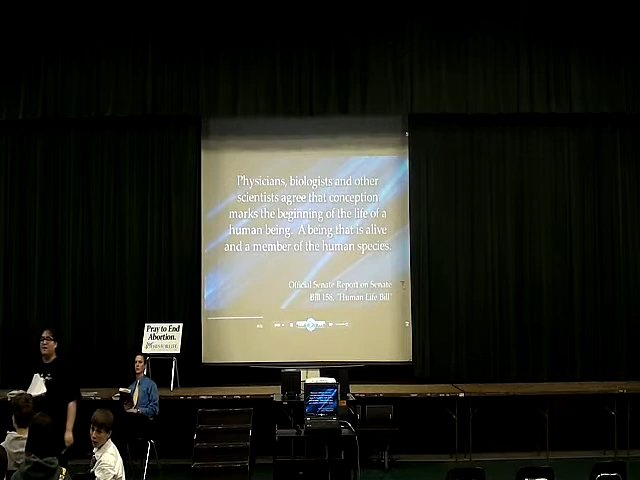 Physicians, biologists and other
scientists agree that conception
marks the beginning of the life of a
human being. A being that is alive
and a member of the human species.
Official Senate Report on Senate
Bill 158, "Human Life Bill"
Pray to End
Abortion.